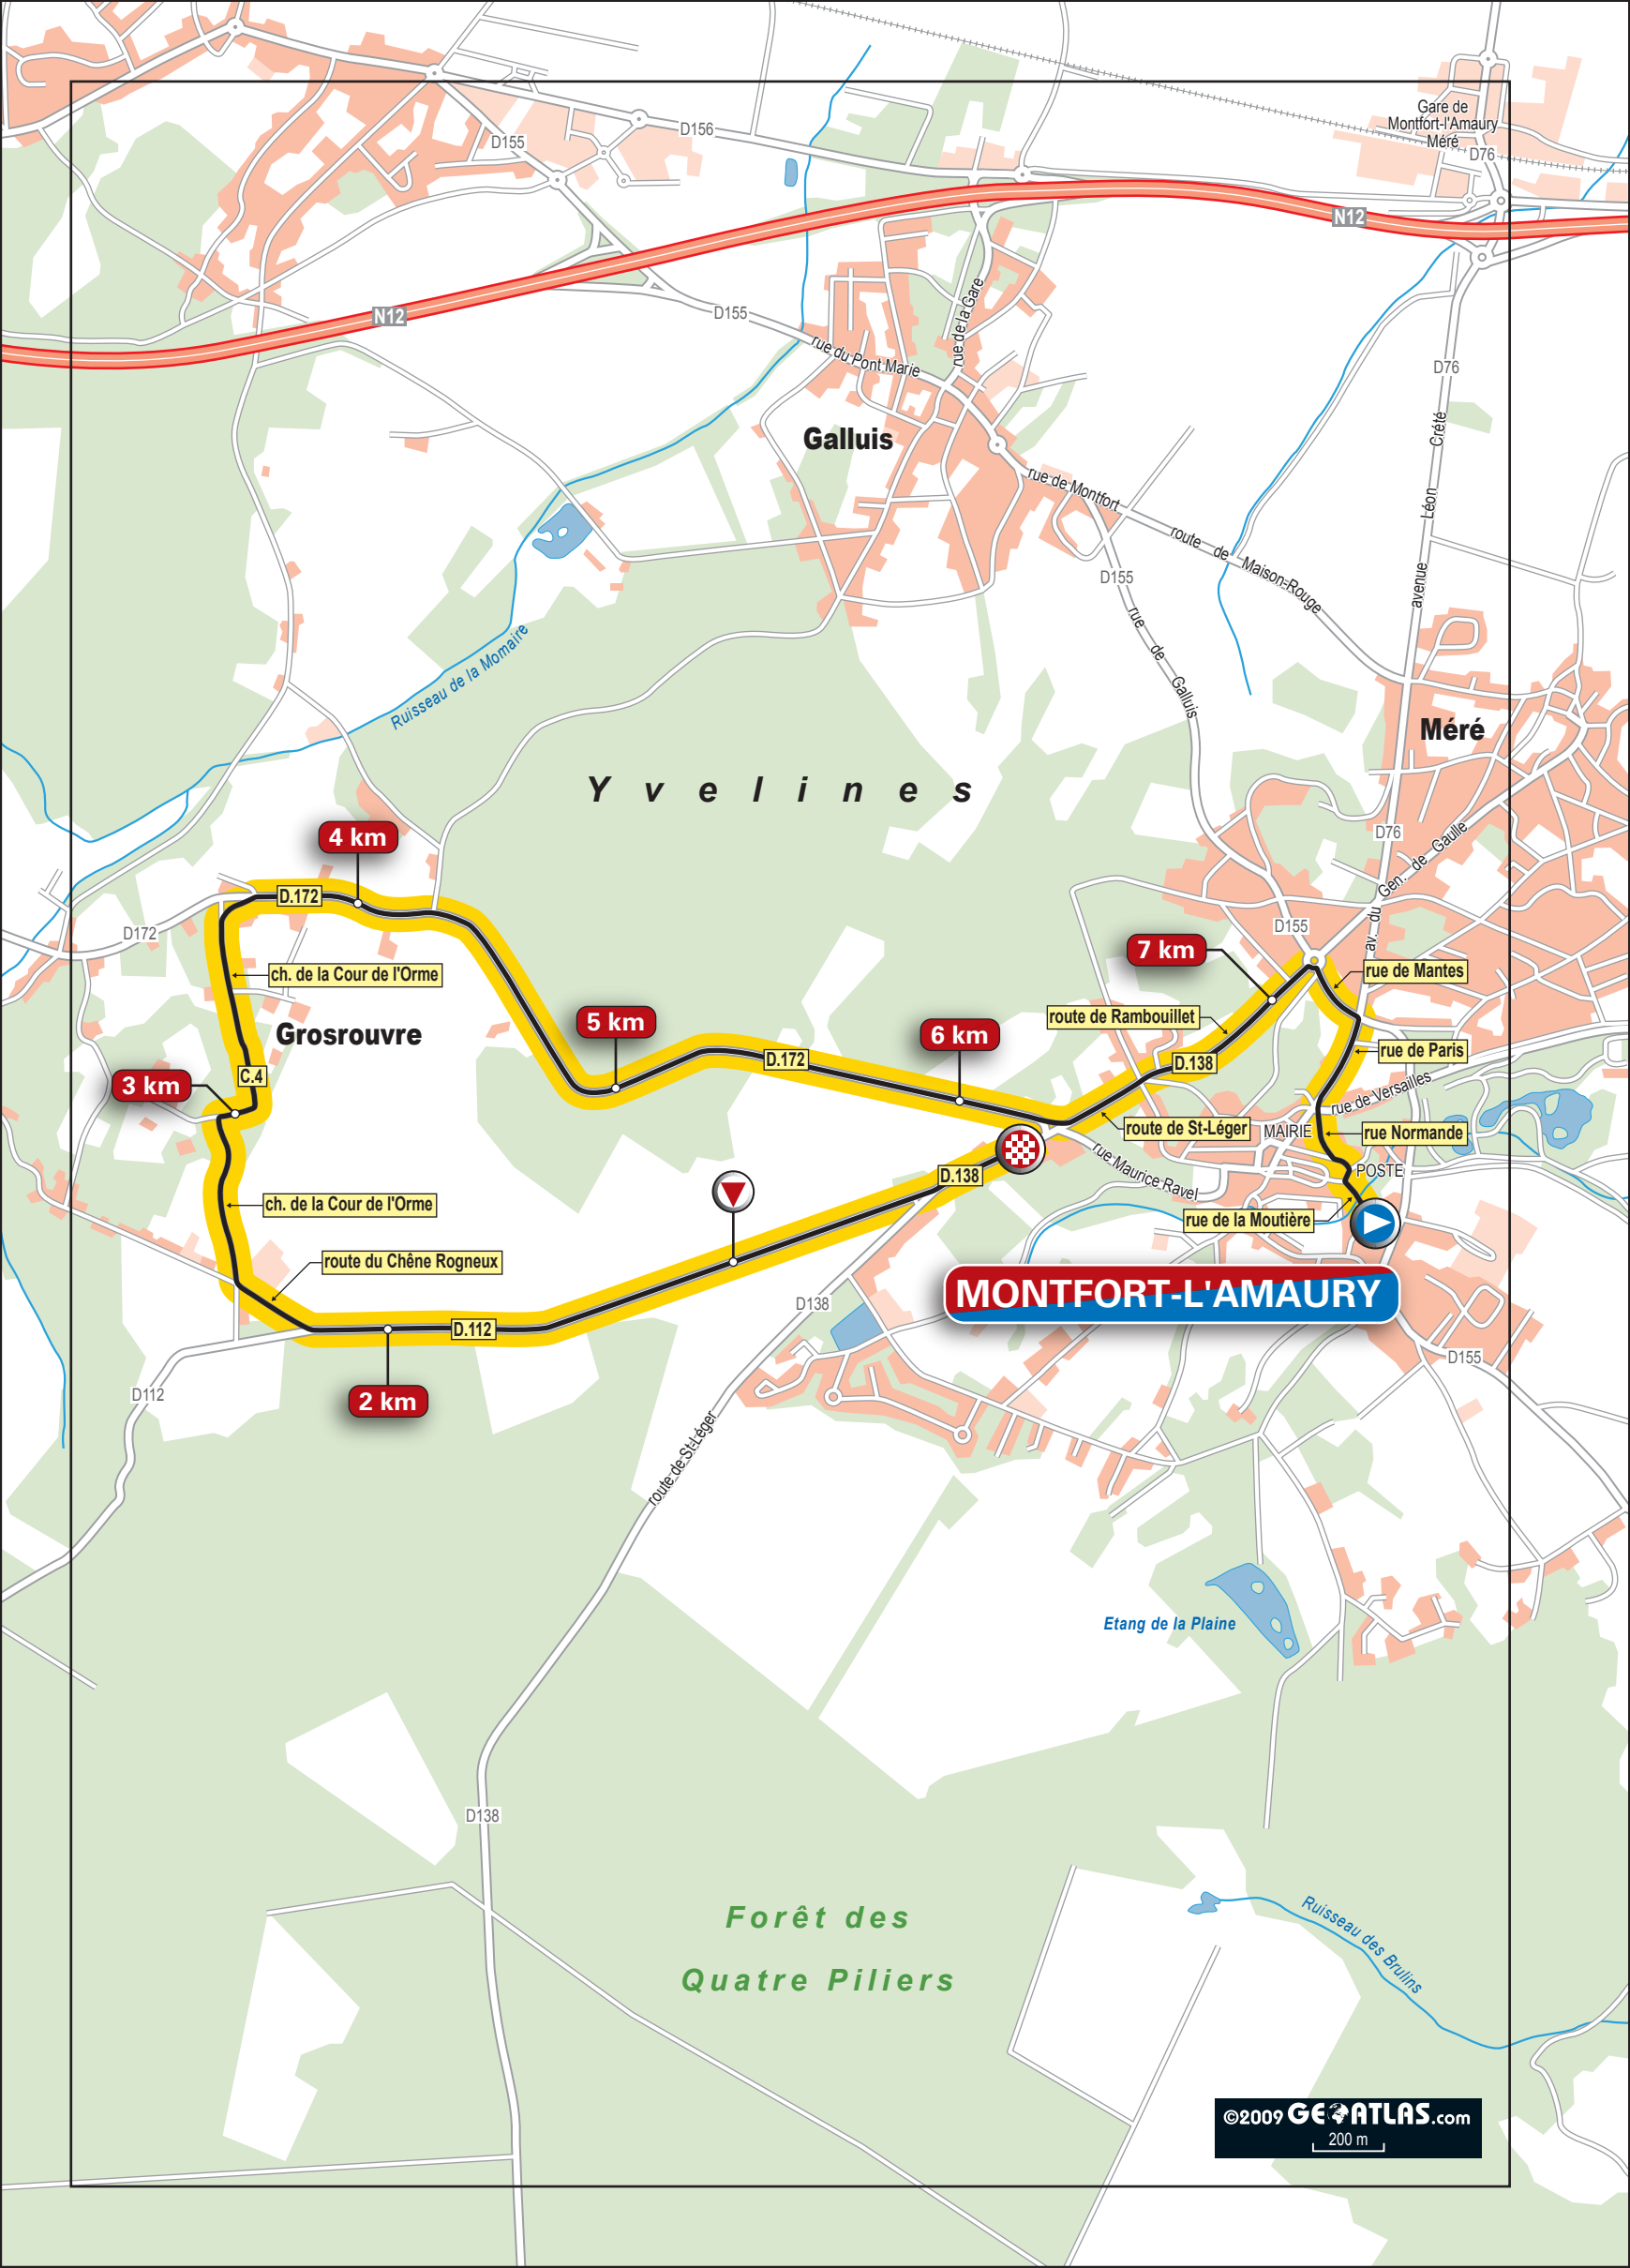 Gare de
Montfort-l'Amaury
Méré
D76
D156
D155
N12
N12
D155
rue du Pont Marie
rue de la Gare
D76
Galluis
avenue Léon Crété
rue de Montfort
route de Maison-Rouge
D155
rue de Galluis
Ruisseau de la Momaire
Méré
Yvelines
D76
av. du Gen. de Gaulle
4 km
D.172
D172
D155
7 km
rue de Mantes
ch. de la Cour de l'Orme
route de Rambouillet
5 km
6 km
Grosrouvre
rue de Paris
D.172
D.138
C.4
3 km
rue de Versailles
route de St-Léger
MAIRIE
rue Normande
rue Maurice Ravel
POSTE
D.138
ch. de la Cour de l'Orme
rue de la Moutière
route du Chêne Rogneux
MONTFORT-L'AMAURY
D138
D.112
D155
D112
2 km
route de St-Léger
Etang de la Plaine
D138
Forêt des
Quatre Piliers
Ruisseau des Brulins
©2009 GEOATLAS.com
200 m